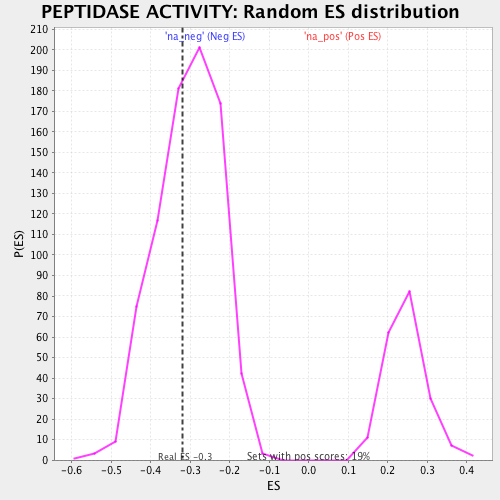 PEPTIDASE ACTIVITY: Random ES distribution
'na_neg' (Neg ES)
'na_pos' (Pos ES)
210
200
190
180
170
160
150
140
130
120
110
100
90
80
70
60
50
40
30
20
10
0
P(ES)
Real ES -0.3
Sets with pos scores: 19%
-0.6 -0.5 -0.4 -0.3 -0.2 -0.1 0.0 0.1 0.2 0.3 0.4
ES